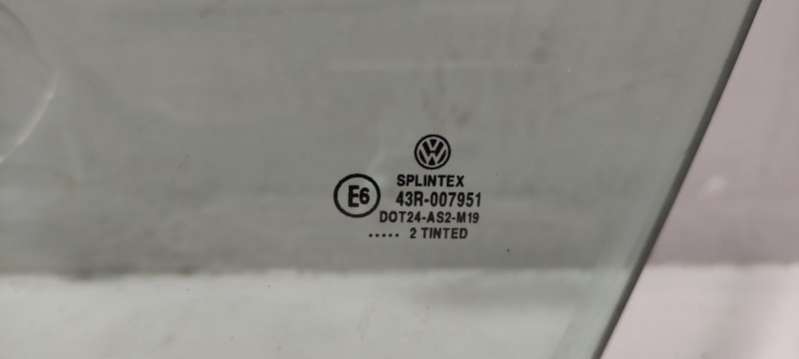 SPLINTEX
E6 43R-007951
DOT24-AS2-M19
..... 2 TINTED